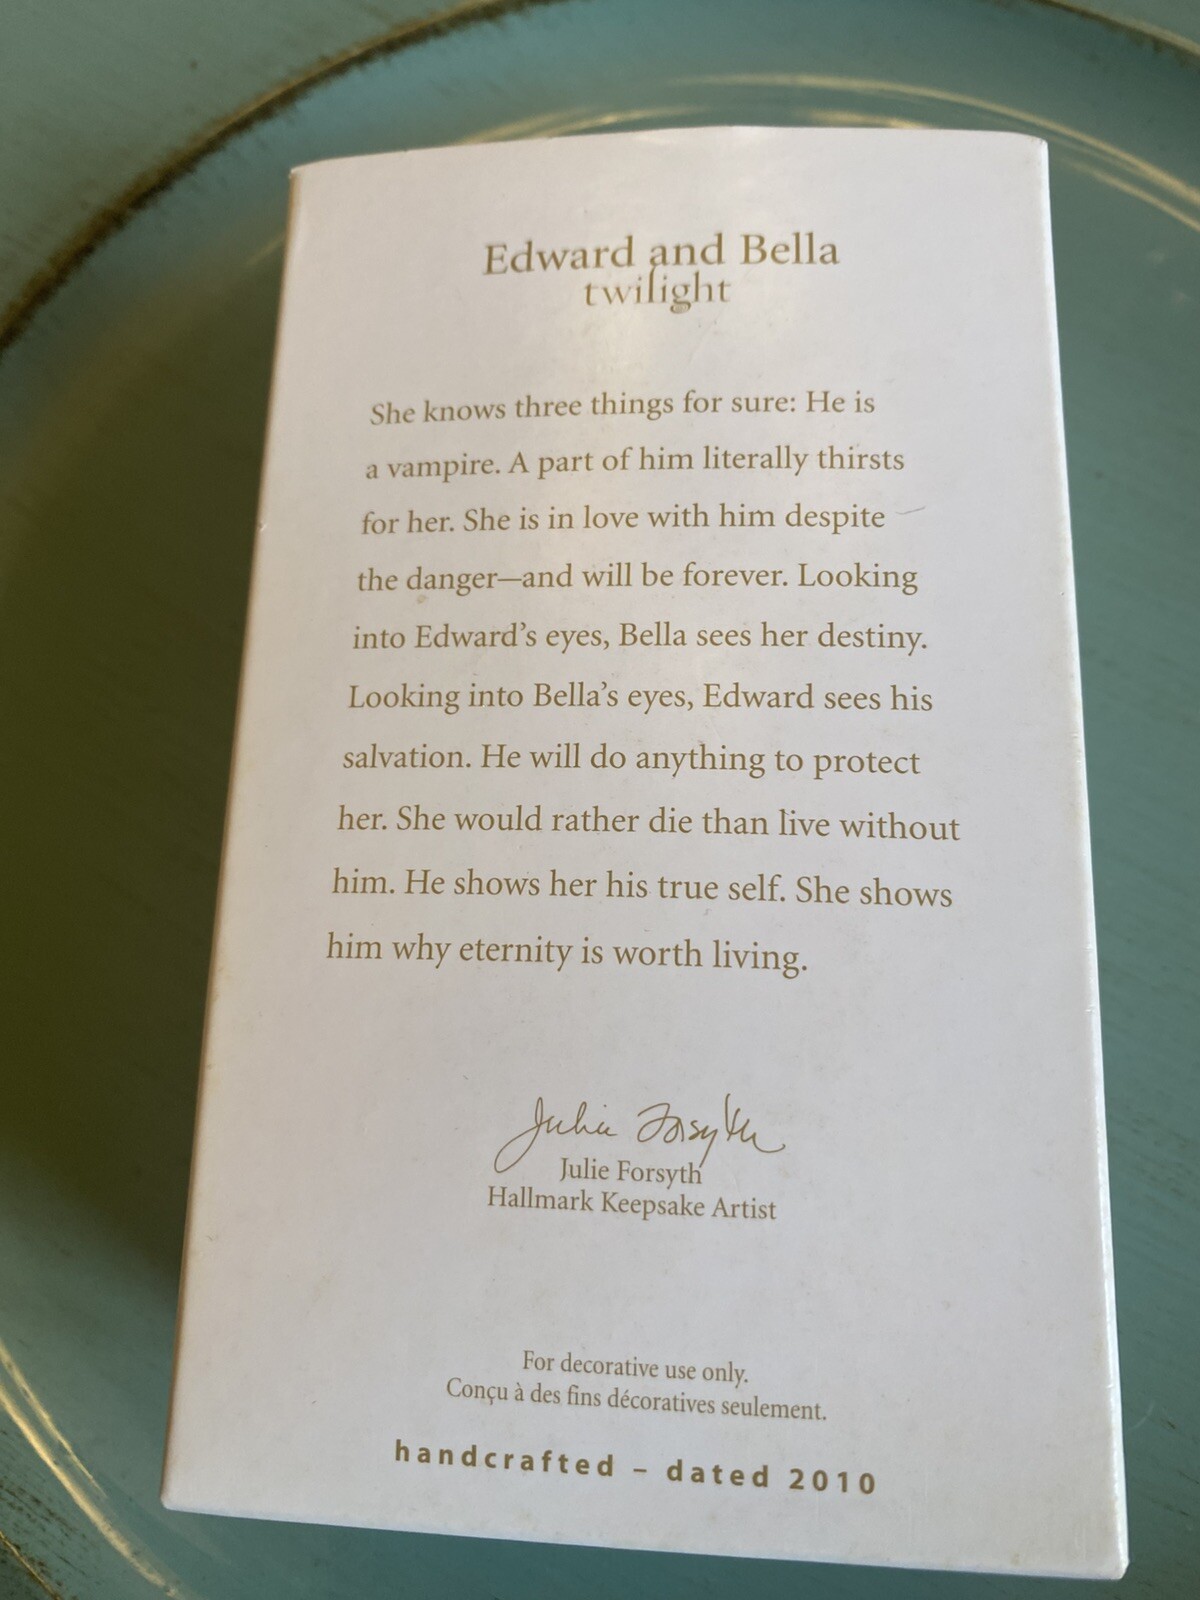 Edward and Bella
twilight
She knows three things for sure: He is
a vampire. A part of him literally thirsts
for her. She is in love with him despite
the danger—and will be forever. Looking
into Edward's eyes, Bella sees her destiny.
Looking into Bella's eyes, Edward sees his
salvation. He will do anything to protect
her. She would rather die than live without
him. He shows her his true self. She shows
him why eternity is worth living.
Julie Forsyth
Julie Forsyth
Hallmark Keepsake Artist
For decorative use only.
Conçu à des fins décoratives seulement.
handcrafted – dated 2010